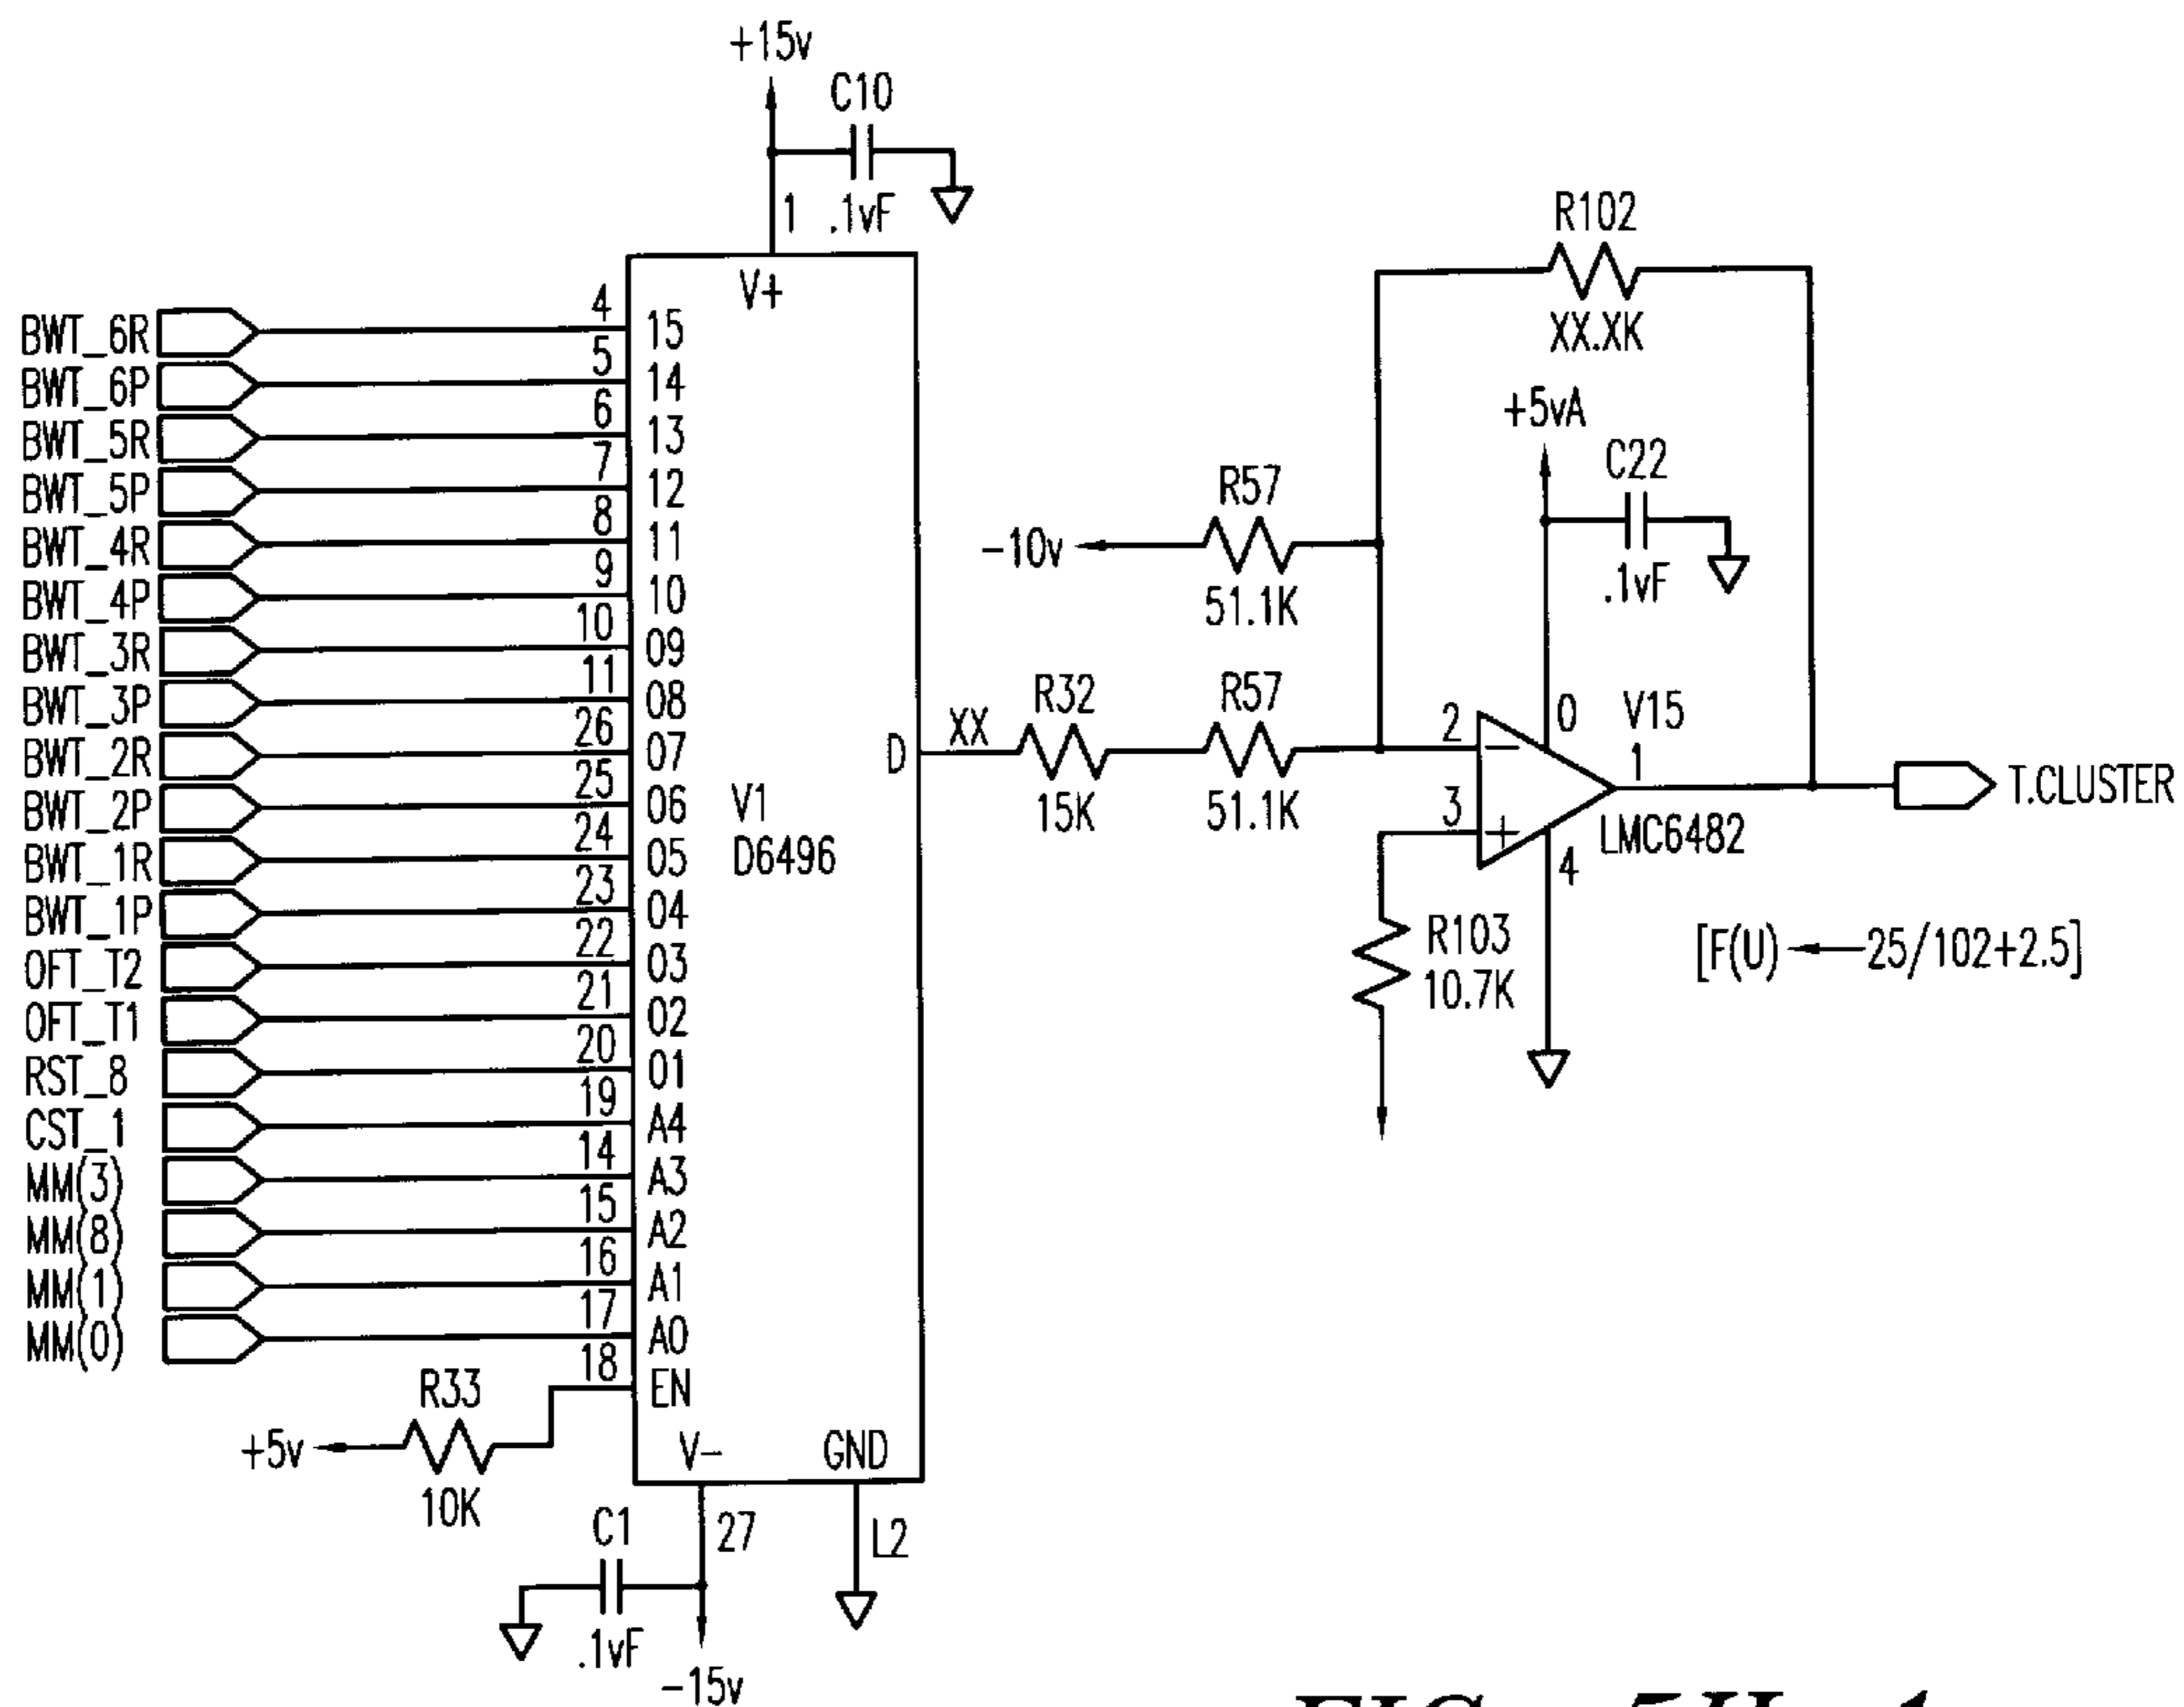 +15v
C10
1
.1vF
V+
BWT_6R
4
15
BWT_6P
5
14
BWT_5R
6
13
BWT_5P
7
12
BWT_4R
8
11
BWT_4P
9
10
BWT_3R
10
09
BWT_3P
11
08
BWT_2R
26
07
BWT_2P
25
06
BWT_1R
24
05
BWT_1P
23
04
OFT_T2
22
03
OFT_T1
21
02
RST_8
20
01
CST_1
19
A4
MM(3)
14
A3
MM(8)
15
A2
MM(1)
16
A1
MM(0)
17
A0
18
EN
V1
D6496
D
XX
R33
+5v
10K
V-
GND
C1
27
L2
.1vF
-15v
R32
15K
R57
51.1K
-10v
R57
51.1K
R102
XX.XK
+5vA
C22
.1vF
2
-
3
+
0
V15
1
LMC6482
4
T.CLUSTER
R103
10.7K
[F(U) 25/102+2.5]